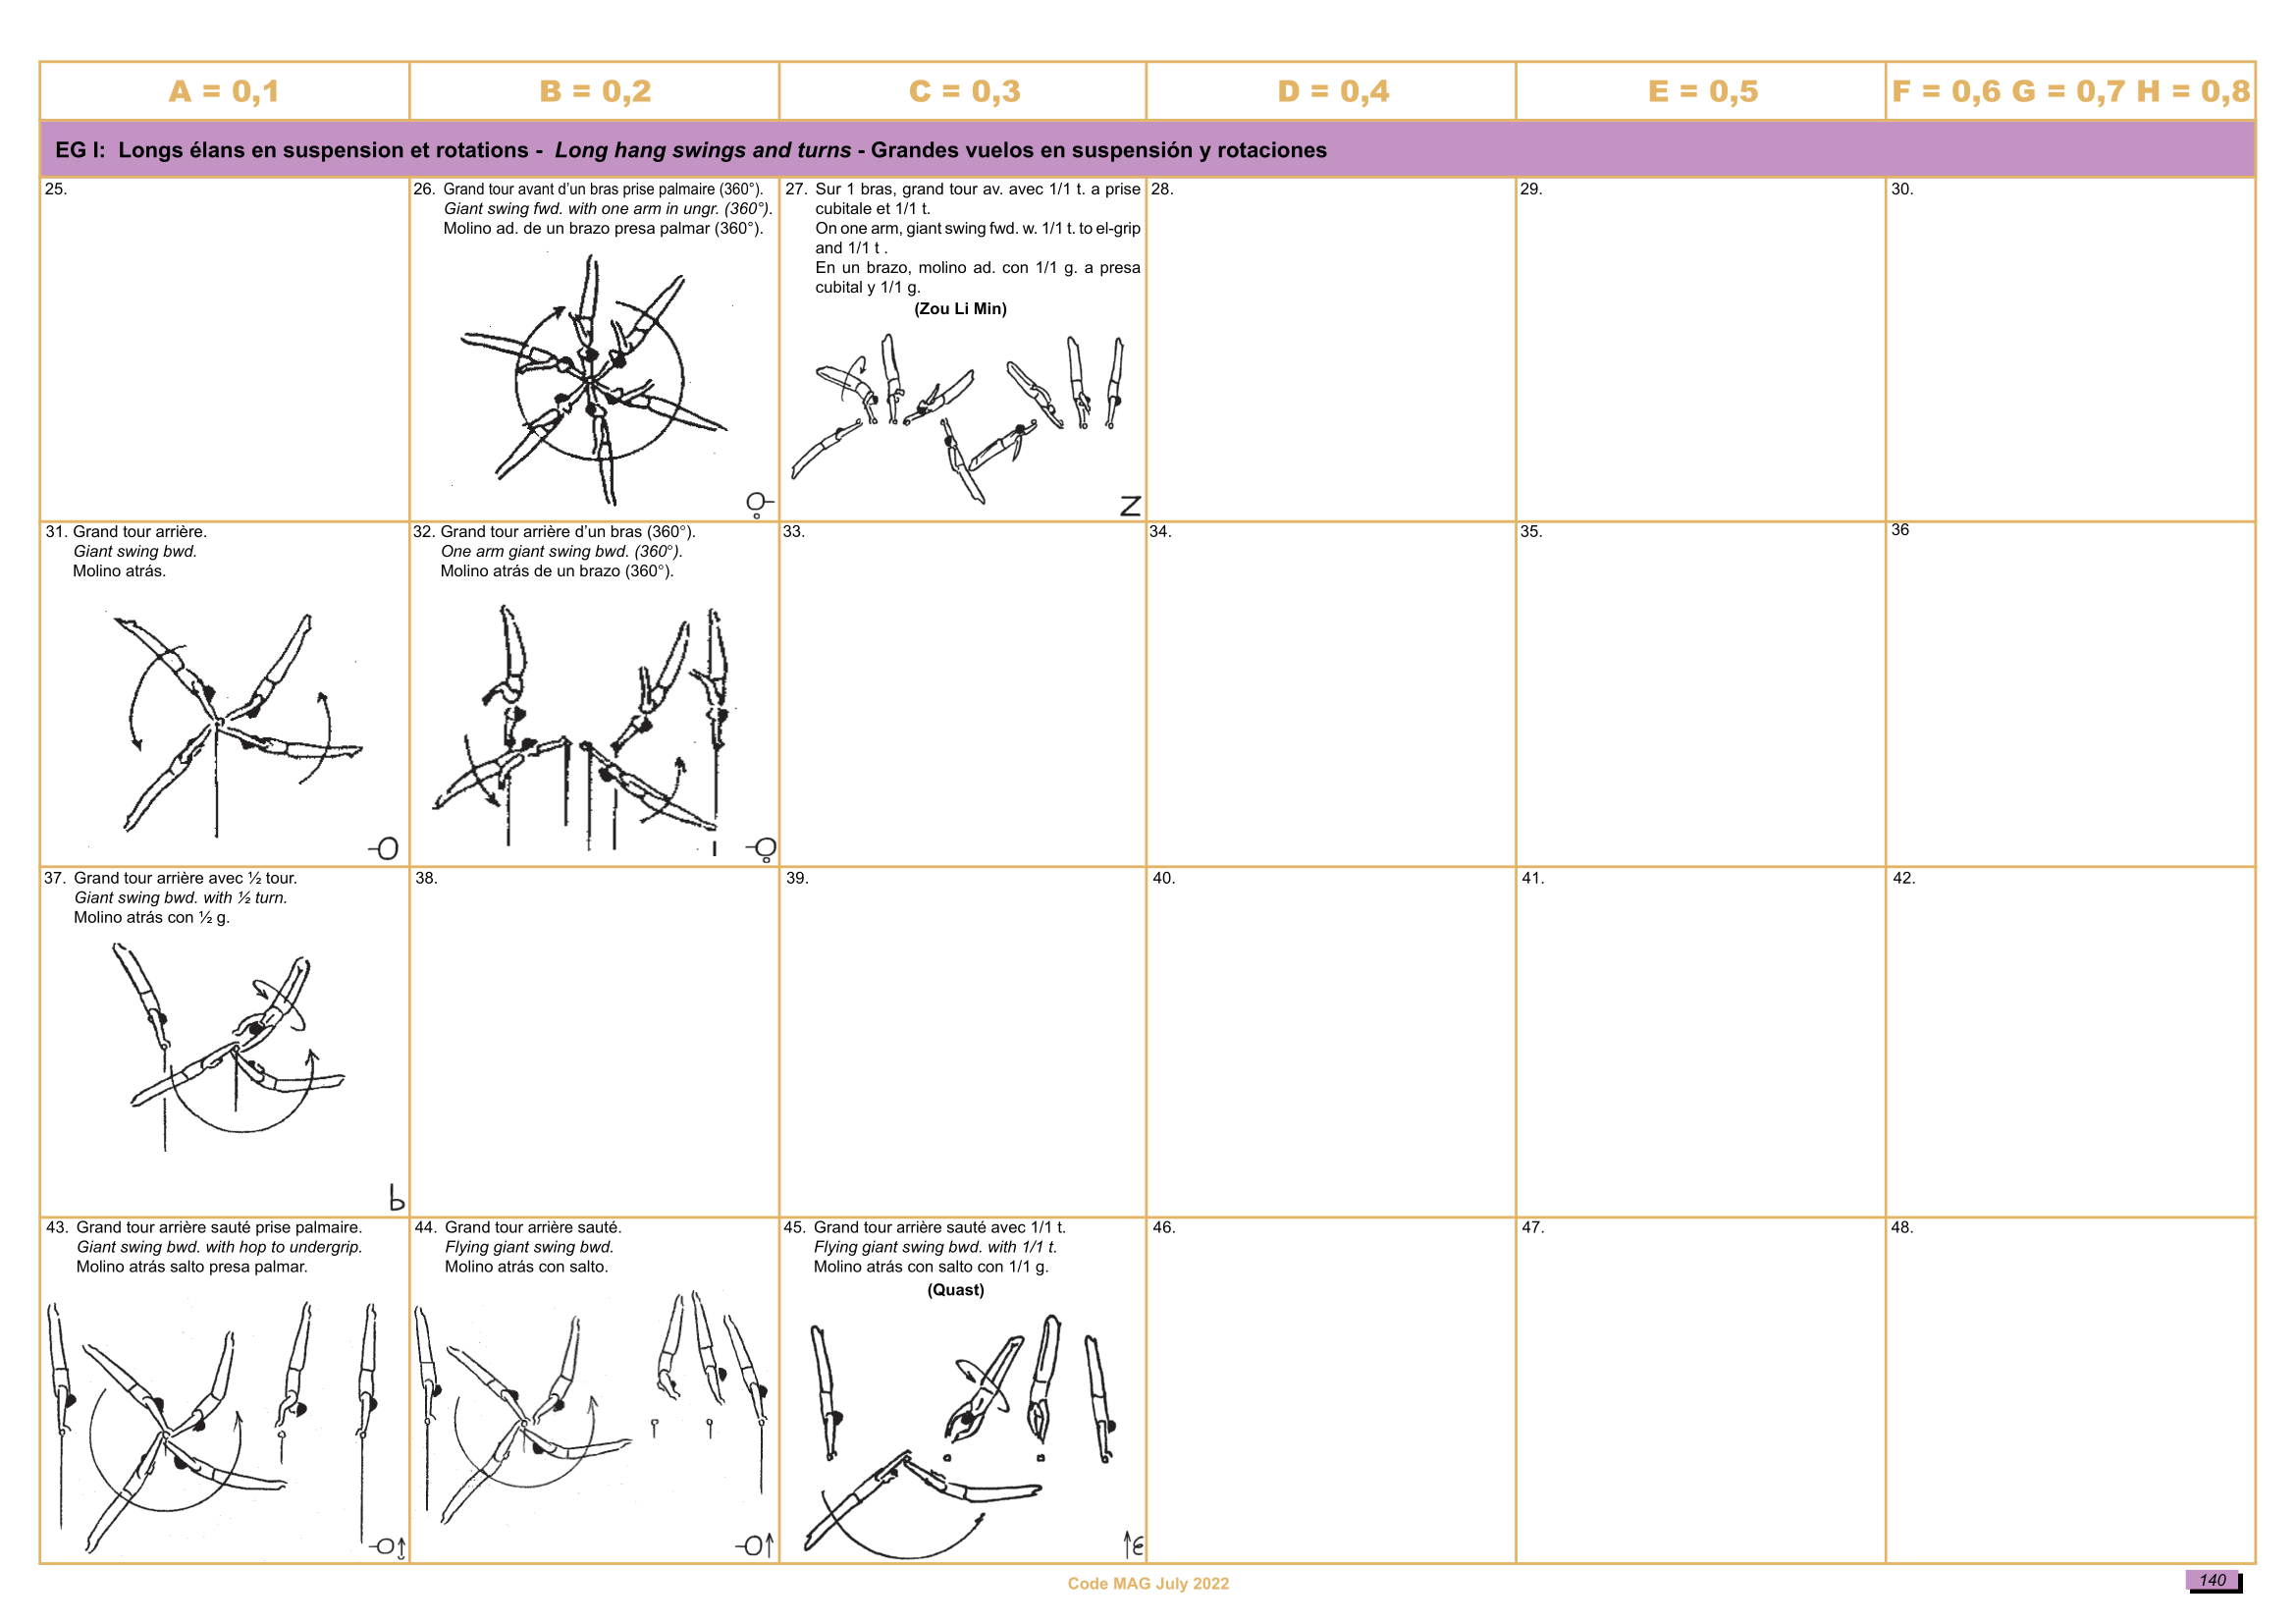 A = 0,1
B = 0,2
C = 0,3
D = 0,4
E = 0,5
F = 0,6 G = 0,7 H = 0,8
EG I: Longs élans en suspension et rotations - Long hang swings and turns - Grandes vuelos en suspensión y rotaciones
25.
26. Grand tour avant d'un bras prise palmaire (360°).
Giant swing fwd. with one arm in ungr. (360°).
Molino ad. de un brazo presa palmar (360°).
27. Sur 1 bras, grand tour av. avec 1/1 t. a prise
cubitale et 1/1 t.
On one arm, giant swing fwd. w. 1/1 t. to el-grip
and 1/1 t .
En un brazo, molino ad. con 1/1 g. a presa
cubital y 1/1 g.
(Zou Li Min)
Z
28.
29.
30.
31. Grand tour arrière.
Giant swing bwd.
Molino atrás.
32. Grand tour arrière d'un bras (360°).
One arm giant swing bwd. (360°).
Molino atrás de un brazo (360°).
33.
34.
35.
36
37. Grand tour arrière avec ½ tour.
Giant swing bwd. with ½ turn.
Molino atrás con ½ g.
b
38.
39.
40.
41.
42.
43. Grand tour arrière sauté prise palmaire.
Giant swing bwd. with hop to undergrip.
Molino atrás salto presa palmar.
44. Grand tour arrière sauté.
Flying giant swing bwd.
Molino atrás con salto.
45. Grand tour arrière sauté avec 1/1 t.
Flying giant swing bwd. with 1/1 t.
Molino atrás con salto con 1/1 g.
(Quast)
46.
47.
48.
Code MAG July 2022
140